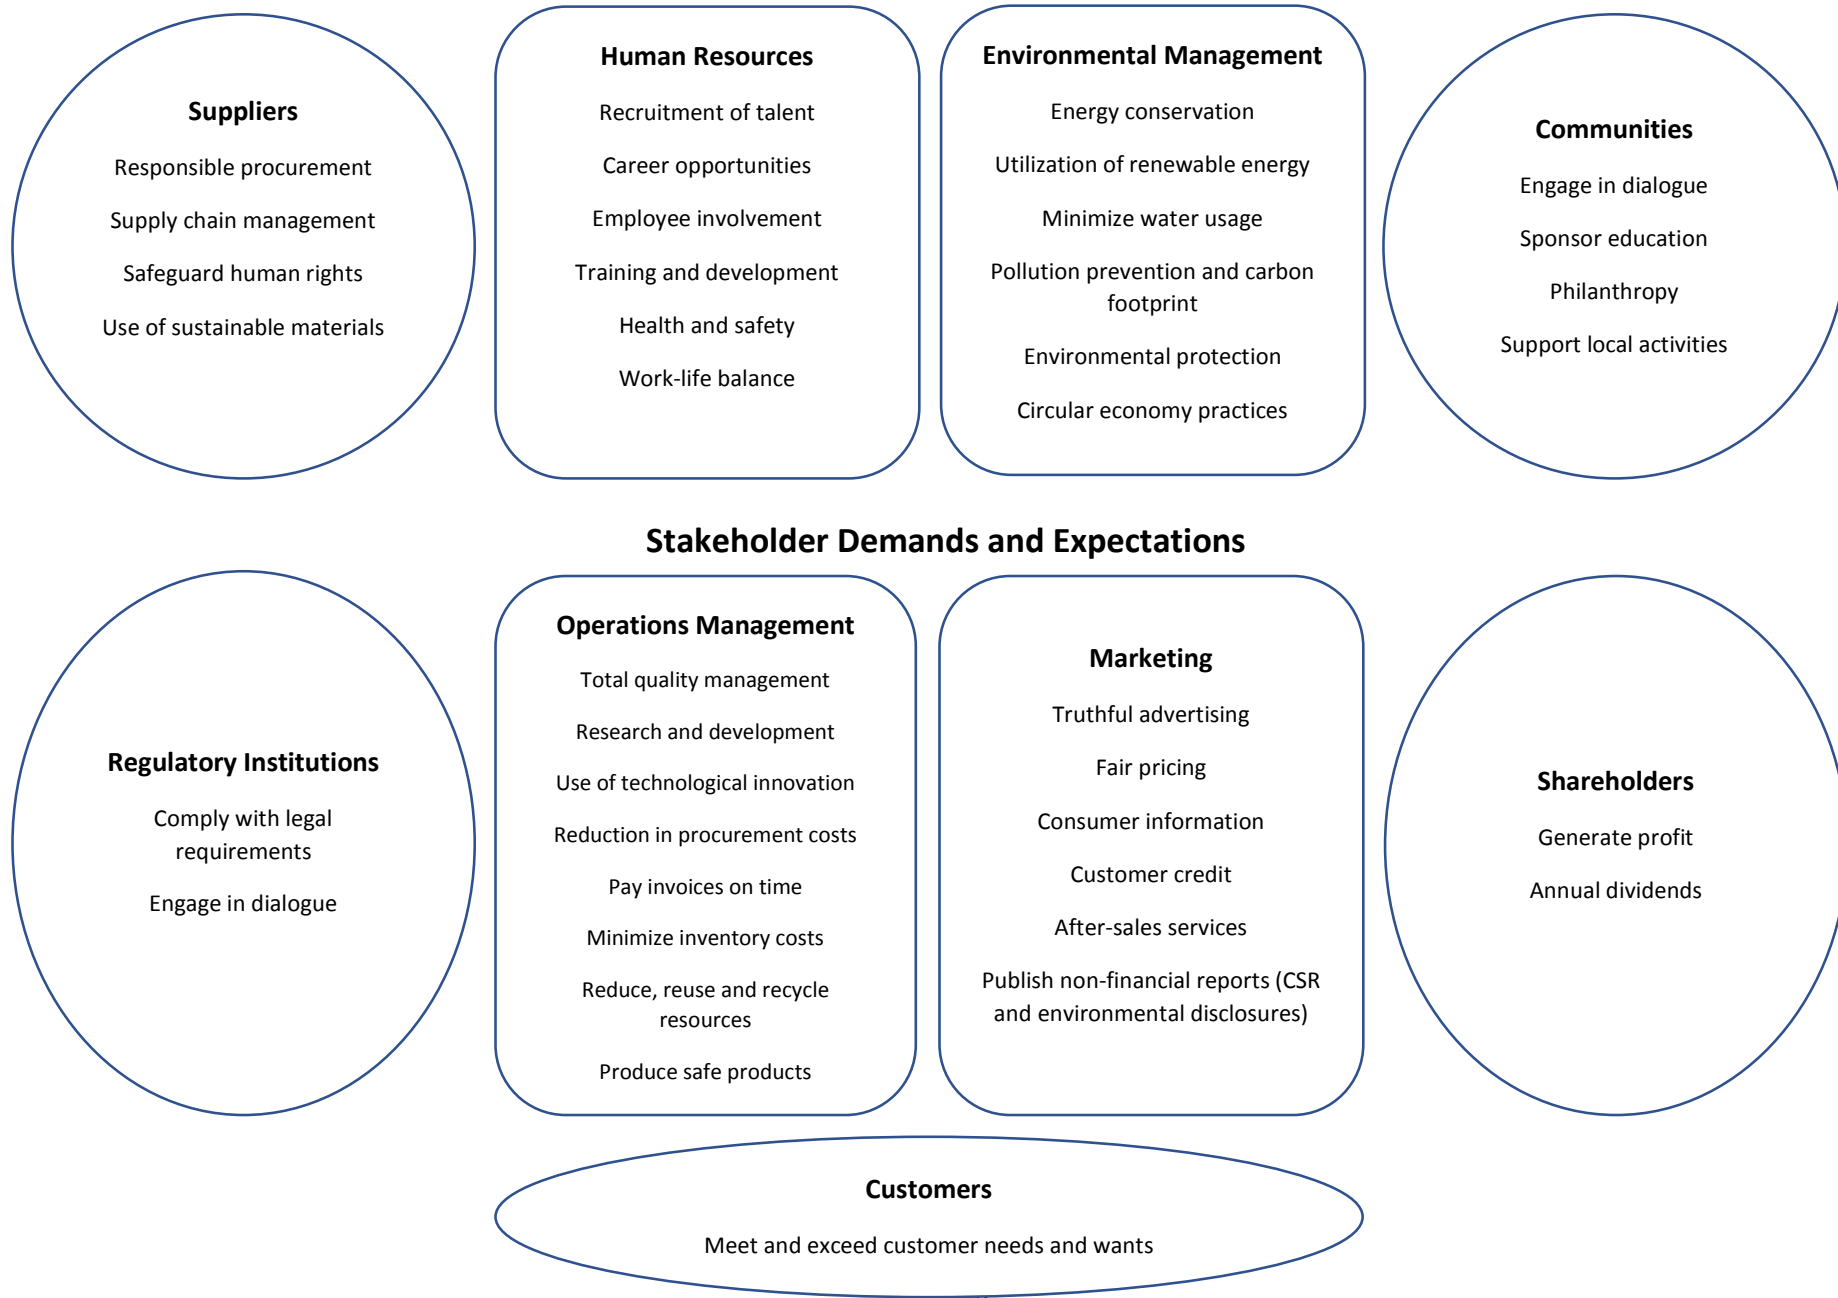 Suppliers
Responsible procurement
Supply chain management
Safeguard human rights
Use of sustainable materials
Human Resources
Recruitment of talent
Career opportunities
Employee involvement
Training and development
Health and safety
Work-life balance
Environmental Management
Energy conservation
Utilization of renewable energy
Minimize water usage
Pollution prevention and carbon
footprint
Environmental protection
Circular economy practices
Communities
Engage in dialogue
Sponsor education
Philanthropy
Support local activities
Stakeholder Demands and Expectations
Regulatory Institutions
Comply with legal
requirements
Engage in dialogue
Operations Management
Total quality management
Research and development
Use of technological innovation
Reduction in procurement costs
Pay invoices on time
Minimize inventory costs
Reduce, reuse and recycle
resources
Produce safe products
Marketing
Truthful advertising
Fair pricing
Consumer information
Customer credit
After-sales services
Publish non-financial reports (CSR
and environmental disclosures)
Shareholders
Generate profit
Annual dividends
Customers
Meet and exceed customer needs and wants